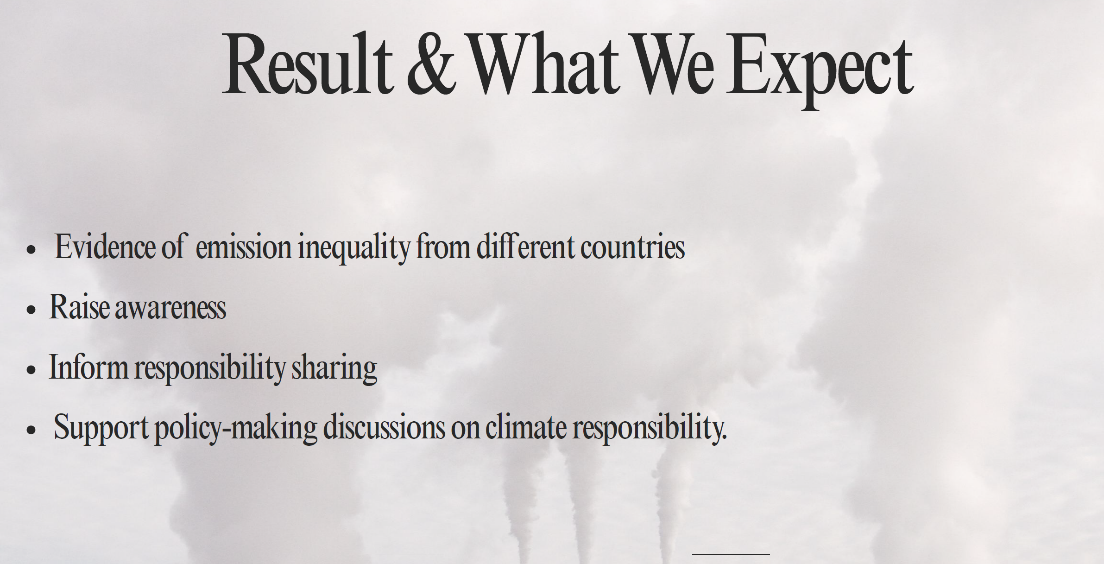 Result & What We Expect
• Evidence of emission inequality from different countries
• Raise awareness
• Inform responsibility sharing
• Support policy-making discussions on climate responsibility.